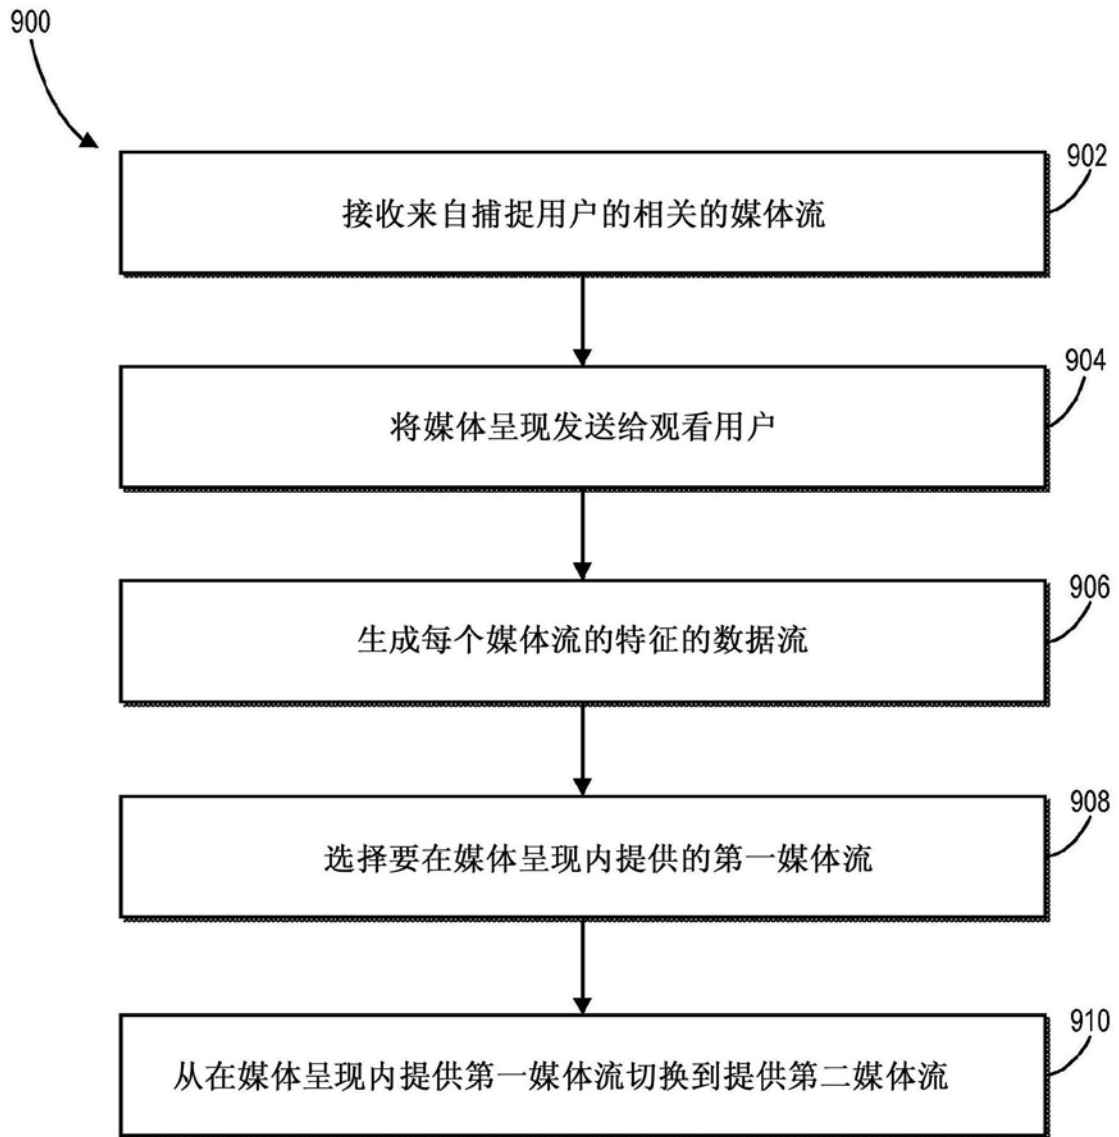 900
902
接收来自捕捉用户的相关的媒体流
904
将媒体呈现发送给观看用户
906
生成每个媒体流的特征的数据流
908
选择要在媒体呈现内提供的第一媒体流
910
从在媒体呈现内提供第一媒体流切换到提供第二媒体流